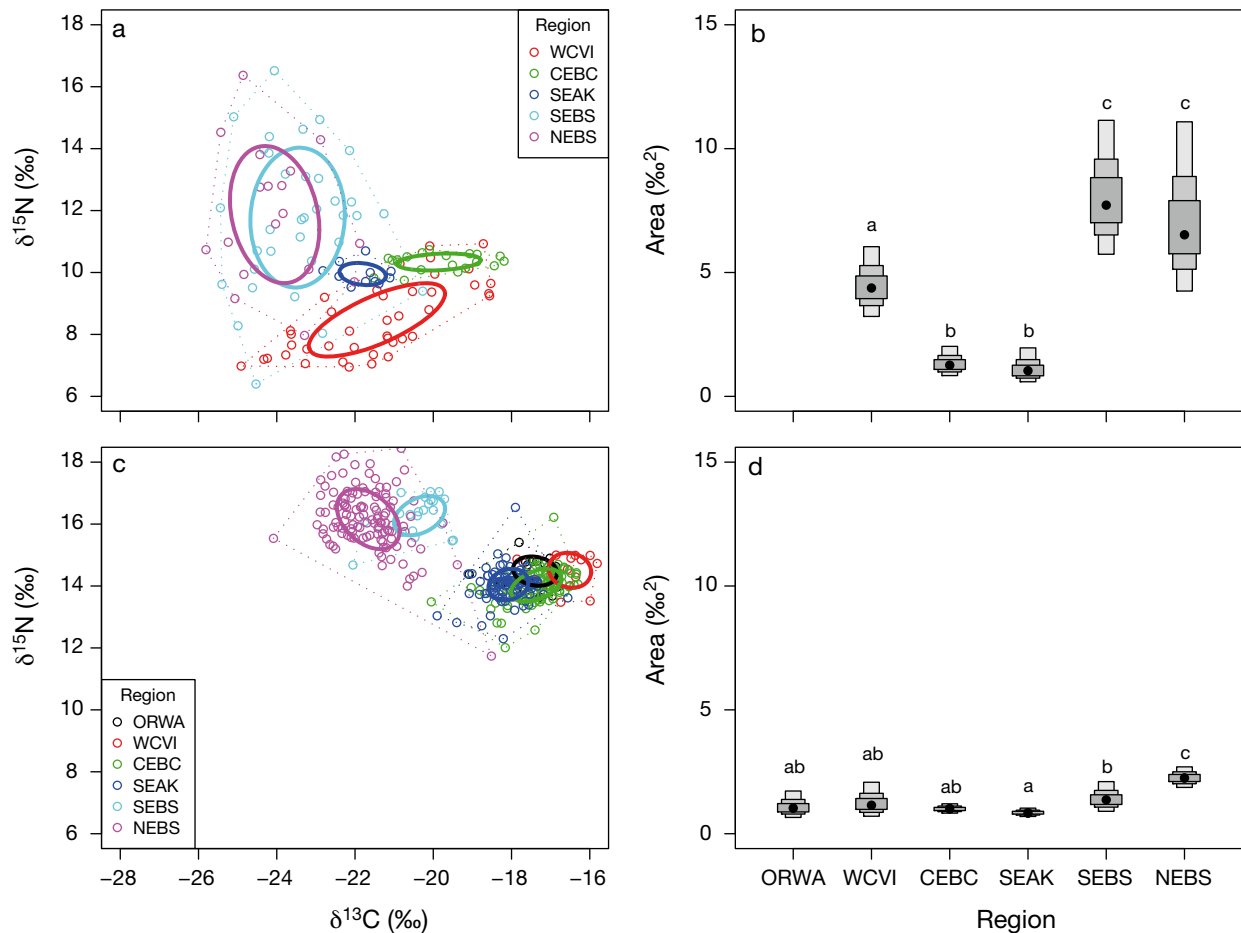 a
Region
WCVI
CEBC
SEAK
SEBS
NEBS
δ15N (‰)
18
16
14
12
10
8
6
b
Area (‰2)
15
10
5
0
a
b
b
c
c
c
δ15N (‰)
18
16
14
12
10
8
6
Region
ORWA
WCVI
CEBC
SEAK
SEBS
NEBS
−28 −26 −24 −22 −20 −18 −16
δ13C (‰)
d
Area (‰2)
15
10
5
0
ab
ab
ab
a
b
c
ORWA WCVI CEBC SEAK SEBS NEBS
Region